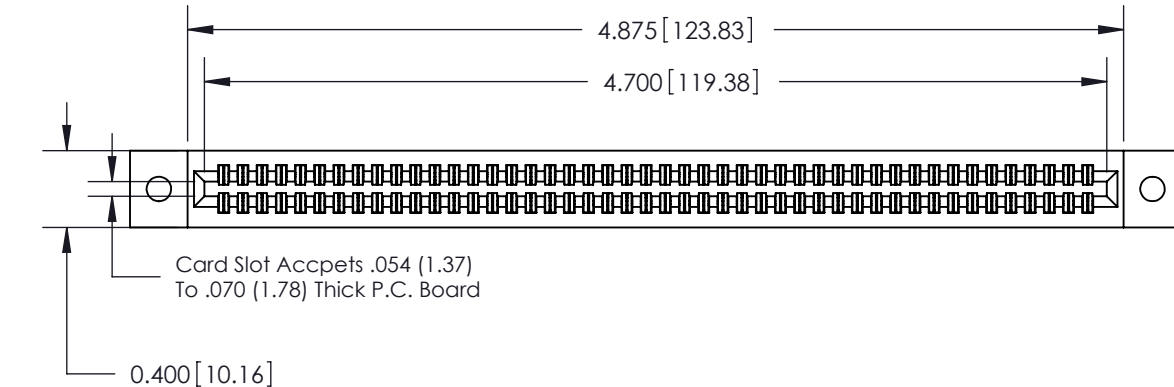 4.875[123.83]
4.700[119.38]
Card Slot Accpets .054 (1.37)
To .070 (1.78) Thick P.C. Board
0.400[10.16]